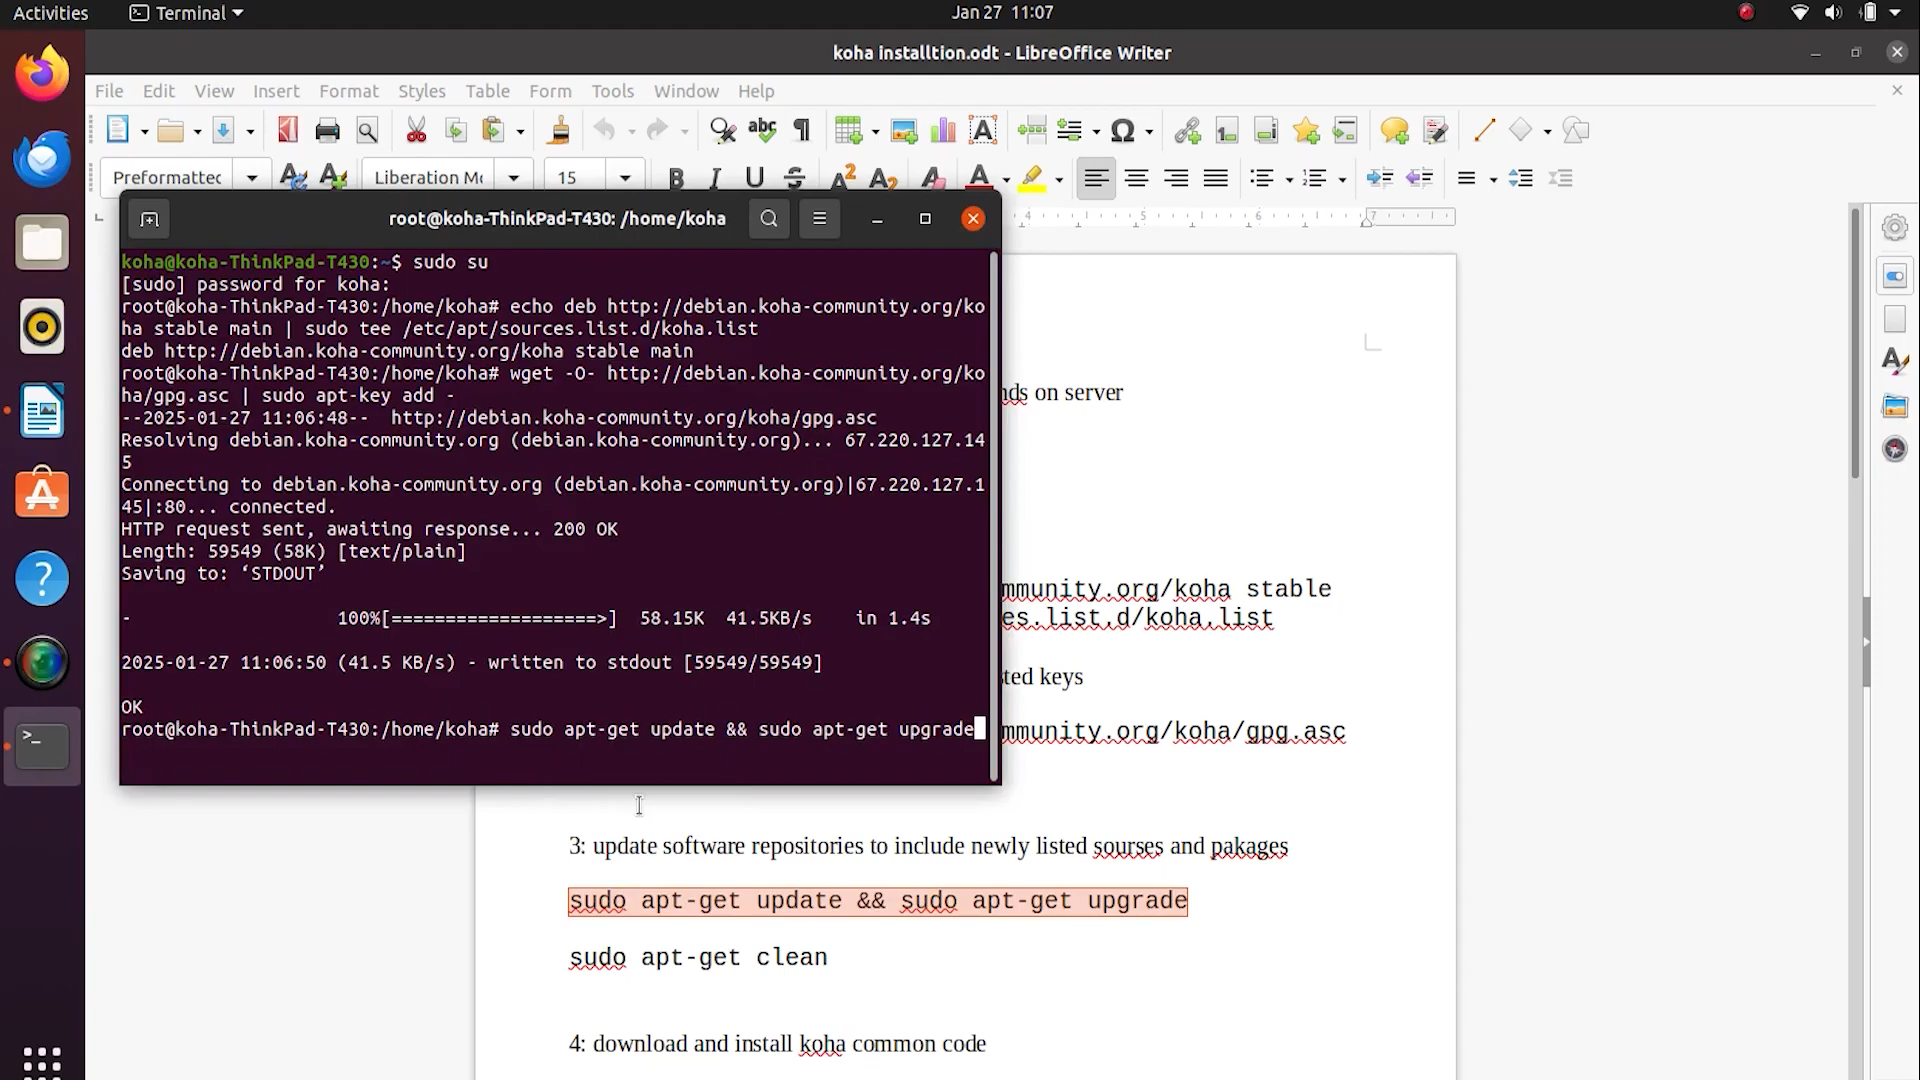 Activities
Terminal
Jan 27 11:07
koha installtion.odt - LibreOffice Writer
File Edit View Insert Format Styles Table Form Tools Window Help
Preformatted
15
4 5 6 7
root@koha-ThinkPad-T430: /home/koha
koha@koha-ThinkPad-T430:~$ sudo su
[sudo] password for koha:
root@koha-ThinkPad-T430:/home/koha# echo deb http://debian.koha-community.org/ko
ha stable main | sudo tee /etc/apt/sources.list.d/koha.list
deb http://debian.koha-community.org/koha stable main
root@koha-ThinkPad-T430:/home/koha# wget -O- http://debian.koha-community.org/ko
ha/gpg.asc | sudo apt-key add -
--2025-01-27 11:06:48--  http://debian.koha-community.org/koha/gpg.asc
Resolving debian.koha-community.org (debian.koha-community.org)... 67.220.127.14
5
Connecting to debian.koha-community.org (debian.koha-community.org)|67.220.127.1
45|:80... connected.
HTTP request sent, awaiting response... 200 OK
Length: 59549 (58K) [text/plain]
Saving to: ‘STDOUT’
-                   100%[===================>]  58.15K  41.5KB/s    in 1.4s
2025-01-27 11:06:50 (41.5 KB/s) - written to stdout [59549/59549]
OK
root@koha-ThinkPad-T430:/home/koha# sudo apt-get update && sudo apt-get upgrade
nds on server
mmunity.org/koha stable
es.list.d/koha.list
sted keys
mmunity.org/koha/gpg.asc
3: update software repositories to include newly listed sourses and pakages
sudo apt-get update && sudo apt-get upgrade
sudo apt-get clean
4: download and install koha common code